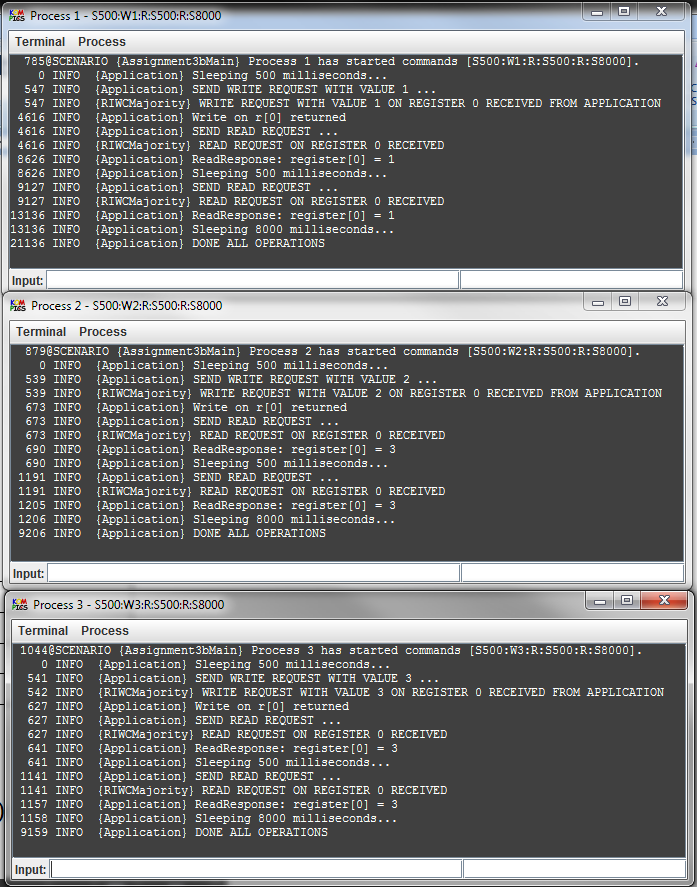 Process 1 - S500:W1:R:S500:R:S8000
Terminal Process
785@SCENARIO {Assignment3bMain} Process 1 has started commands [S500:W1:R:S500:R:S8000].
0 INFO {Application} Sleeping 500 milliseconds...
547 INFO {Application} SEND WRITE REQUEST WITH VALUE 1 ...
547 INFO {RIWCMajority} WRITE REQUEST WITH VALUE 1 ON REGISTER 0 RECEIVED FROM APPLICATION
4616 INFO {Application} Write on r[0] returned
4616 INFO {Application} SEND READ REQUEST ...
4616 INFO {RIWCMajority} READ REQUEST ON REGISTER 0 RECEIVED
8626 INFO {Application} ReadResponse: register[0] = 1
8626 INFO {Application} Sleeping 500 milliseconds...
9127 INFO {Application} SEND READ REQUEST ...
9127 INFO {RIWCMajority} READ REQUEST ON REGISTER 0 RECEIVED
13136 INFO {Application} ReadResponse: register[0] = 1
13136 INFO {Application} Sleeping 8000 milliseconds...
21136 INFO {Application} DONE ALL OPERATIONS
Input:
Process 2 - S500:W2:R:S500:R:S8000
Terminal Process
879@SCENARIO {Assignment3bMain} Process 2 has started commands [S500:W2:R:S500:R:S8000].
0 INFO {Application} Sleeping 500 milliseconds...
539 INFO {Application} SEND WRITE REQUEST WITH VALUE 2 ...
539 INFO {RIWCMajority} WRITE REQUEST WITH VALUE 2 ON REGISTER 0 RECEIVED FROM APPLICATION
673 INFO {Application} Write on r[0] returned
673 INFO {Application} SEND READ REQUEST ...
673 INFO {RIWCMajority} READ REQUEST ON REGISTER 0 RECEIVED
690 INFO {Application} ReadResponse: register[0] = 3
690 INFO {Application} Sleeping 500 milliseconds...
1191 INFO {Application} SEND READ REQUEST ...
1191 INFO {RIWCMajority} READ REQUEST ON REGISTER 0 RECEIVED
1205 INFO {Application} ReadResponse: register[0] = 3
1206 INFO {Application} Sleeping 8000 milliseconds...
9206 INFO {Application} DONE ALL OPERATIONS
Input:
Process 3 - S500:W3:R:S500:R:S8000
Terminal Process
1044@SCENARIO {Assignment3bMain} Process 3 has started commands [S500:W3:R:S500:R:S8000].
0 INFO {Application} Sleeping 500 milliseconds...
541 INFO {Application} SEND WRITE REQUEST WITH VALUE 3 ...
542 INFO {RIWCMajority} WRITE REQUEST WITH VALUE 3 ON REGISTER 0 RECEIVED FROM APPLICATION
627 INFO {Application} Write on r[0] returned
627 INFO {Application} SEND READ REQUEST ...
627 INFO {RIWCMajority} READ REQUEST ON REGISTER 0 RECEIVED
641 INFO {Application} ReadResponse: register[0] = 3
641 INFO {Application} Sleeping 500 milliseconds...
1141 INFO {Application} SEND READ REQUEST ...
1141 INFO {RIWCMajority} READ REQUEST ON REGISTER 0 RECEIVED
1157 INFO {Application} ReadResponse: register[0] = 3
1158 INFO {Application} Sleeping 8000 milliseconds...
9159 INFO {Application} DONE ALL OPERATIONS
Input: